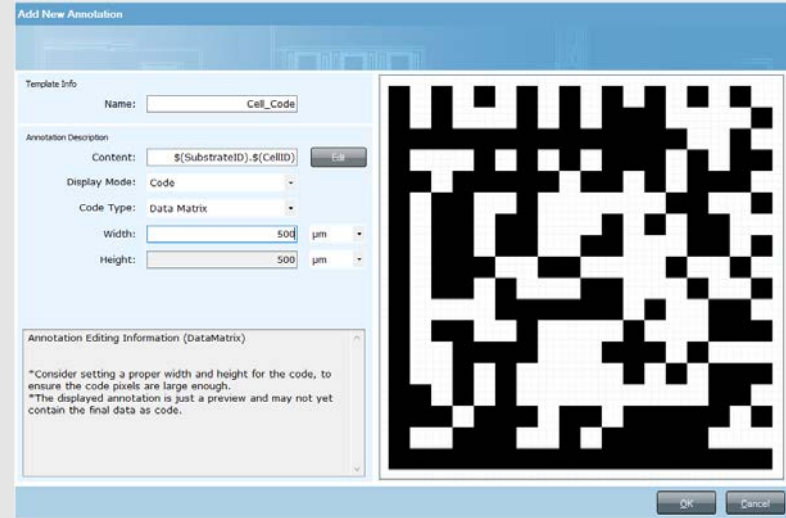 Add New Annotation
Template Info
Name: Cell_Code
Annotation Description
Content: $(SubstrateID).$(CellID) Edit
Display Mode: Code
Code Type: Data Matrix
Width: 500 µm
Height: 500 µm
Annotation Editing Information (DataMatrix)
*Consider setting a proper width and height for the code, to
ensure the code pixels are large enough.
*The displayed annotation is just a preview and may not yet
contain the final data as code.
OK Cancel